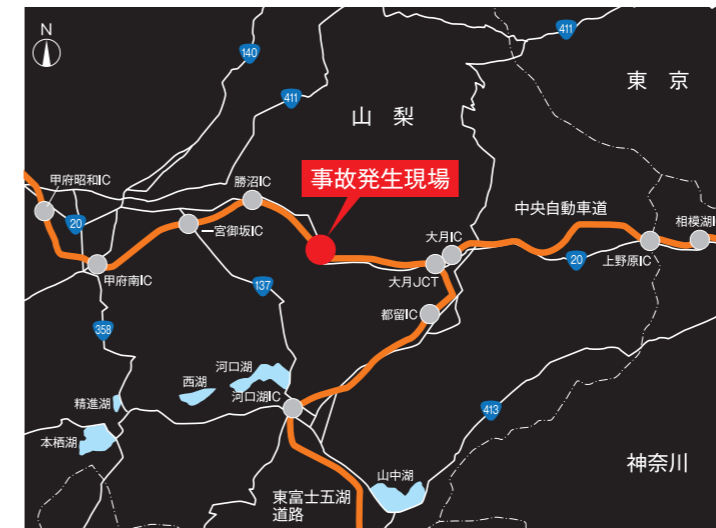 N
411
140
東 京
411
山 梨
事故発生現場
甲府昭和IC
勝沼IC
中央自動車道
20
一宮御坂IC
大月IC
相模湖I
上野原IC
甲府南IC
大月JCT
20
137
都留IC
358
河口湖
西湖
精進湖
河口湖IC
413
本栖湖
神奈川
山中湖
東富士五湖
道路